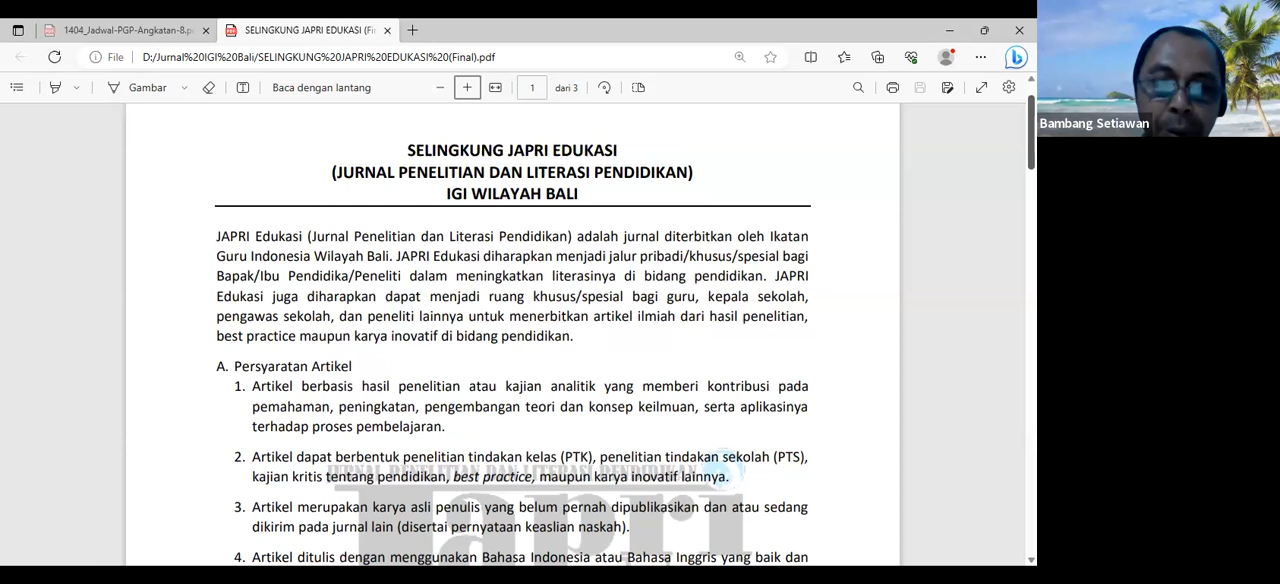 1404_Jadwal-PGP-Angkatan-8.p
SELINGKUNG JAPRI EDUKASI (Fi
File
D:/Jurnal%20IGI%20Bali/SELINGKUNG%20JAPRI%20EDUKASI%20(Final).pdf
Gambar
Baca dengan lantang
1
dari 3
Bambang Setiawan
SELINGKUNG JAPRI EDUKASI
(JURNAL PENELITIAN DAN LITERASI PENDIDIKAN)
IGI WILAYAH BALI
JAPRI Edukasi (Jurnal Penelitian dan Literasi Pendidikan) adalah jurnal diterbitkan oleh Ikatan
Guru Indonesia Wilayah Bali. JAPRI Edukasi diharapkan menjadi jalur pribadi/khusus/spesial bagi
Bapak/Ibu Pendidika/Peneliti dalam meningkatkan literasinya di bidang pendidikan. JAPRI
Edukasi juga diharapkan dapat menjadi ruang khusus/spesial bagi guru, kepala sekolah,
pengawas sekolah, dan peneliti lainnya untuk menerbitkan artikel ilmiah dari hasil penelitian,
best practice maupun karya inovatif di bidang pendidikan.
A. Persyaratan Artikel
1. Artikel berbasis hasil penelitian atau kajian analitik yang memberi kontribusi pada
pemahaman, peningkatan, pengembangan teori dan konsep keilmuan, serta aplikasinya
terhadap proses pembelajaran.
2. Artikel dapat berbentuk penelitian tindakan kelas (PTK), penelitian tindakan sekolah (PTS),
JURNAL PENELITIAN DAN LITERASI PENDIDIKAN
kajian kritis tentang pendidikan, best practice, maupun karya inovatif lainnya.
Japri
3. Artikel merupakan karya asli penulis yang belum pernah dipublikasikan dan atau sedang
dikirim pada jurnal lain (disertai pernyataan keaslian naskah).
4. Artikel ditulis dengan menggunakan Bahasa Indonesia atau Bahasa Inggris yang baik dan